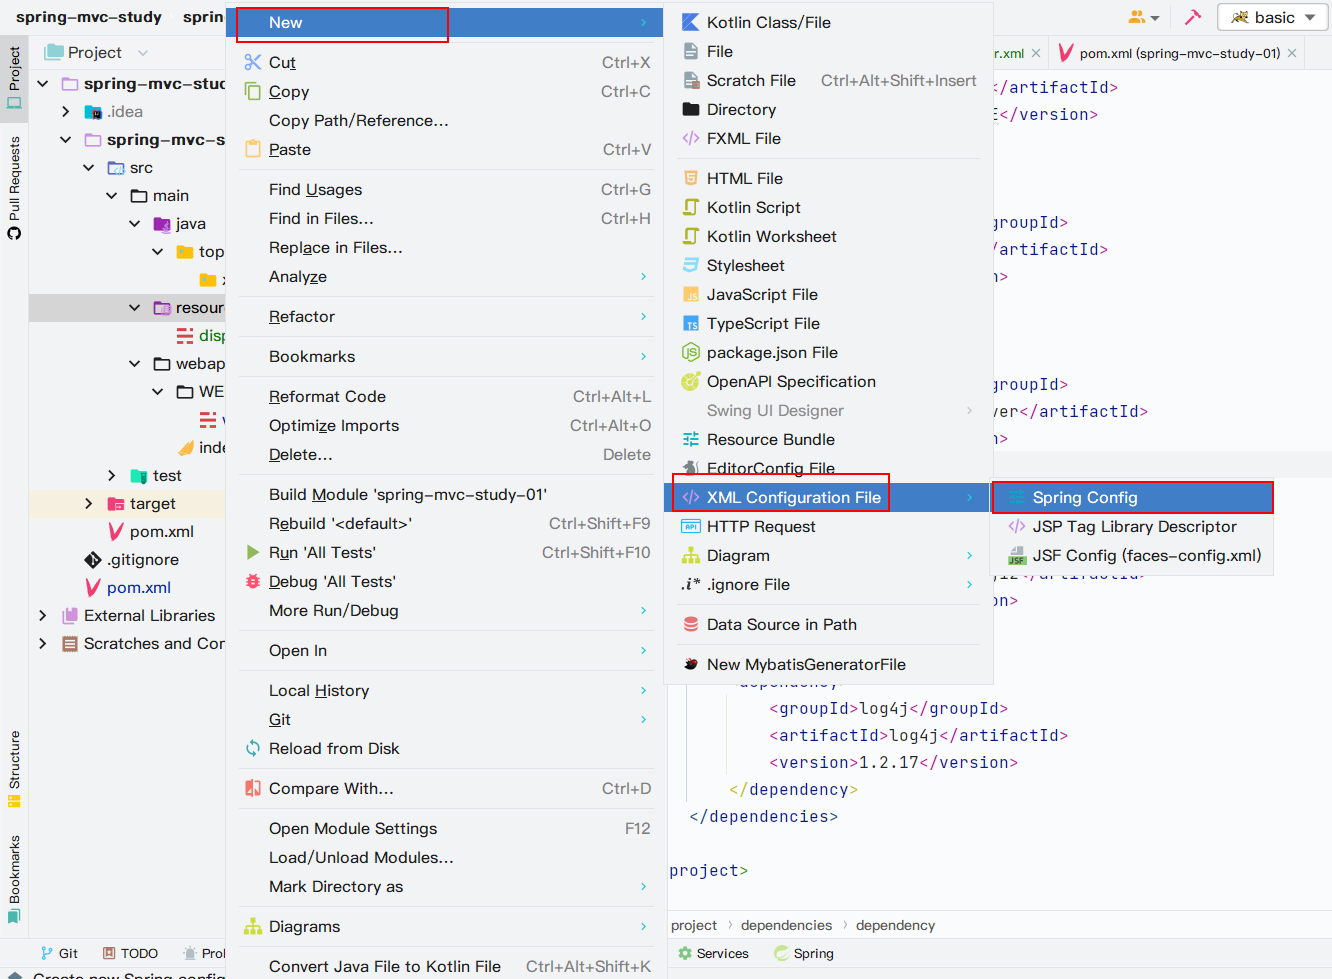 spring-mvc-study
sprin
basic
Project
Pull Requests
Structure
Bookmarks
Project
spring-mvc-stud
.idea
spring-mvc-s
src
main
java
top
resour
disp
webap
WE
inde
test
target
pom.xml
.gitignore
pom.xml
External Libraries
Scratches and Cor
New
Cut Ctrl+X
Copy Ctrl+C
Copy Path/Reference...
Paste Ctrl+V
Find Usages Ctrl+G
Find in Files... Ctrl+H
Replace in Files...
Analyze
Refactor
Bookmarks
Reformat Code Ctrl+Alt+L
Optimize Imports Ctrl+Alt+O
Delete... Delete
Build Module 'spring-mvc-study-01'
Rebuild '<default>' Ctrl+Shift+F9
Run 'All Tests' Ctrl+Shift+F10
Debug 'All Tests'
More Run/Debug
Open In
Local History
Git
Reload from Disk
Compare With... Ctrl+D
Open Module Settings F12
Load/Unload Modules...
Mark Directory as
Diagrams
Convert Java File to Kotlin File Ctrl+Alt+Shift+K
Kotlin Class/File
File
Scratch File Ctrl+Alt+Shift+Insert
Directory
FXML File
HTML File
Kotlin Script
Kotlin Worksheet
Stylesheet
JavaScript File
TypeScript File
package.json File
OpenAPI Specification
Swing UI Designer
Resource Bundle
EditorConfig File
XML Configuration File
HTTP Request
Diagram
.ignore File
Data Source in Path
New MybatisGeneratorFile
Spring Config
JSP Tag Library Descriptor
JSF Config (faces-config.xml)
r.xml
pom.xml (spring-mvc-study-01)
</artifactId>
E</version>
groupId>
/artifactId>
n>
groupId>
ver</artifactId>
n>
on>
<groupId>log4j</groupId>
<artifactId>log4j</artifactId>
<version>1.2.17</version>
</dependency>
</dependencies>
project>
project › dependencies › dependency
Git TODO Prol
Services Spring
Create new Spring config